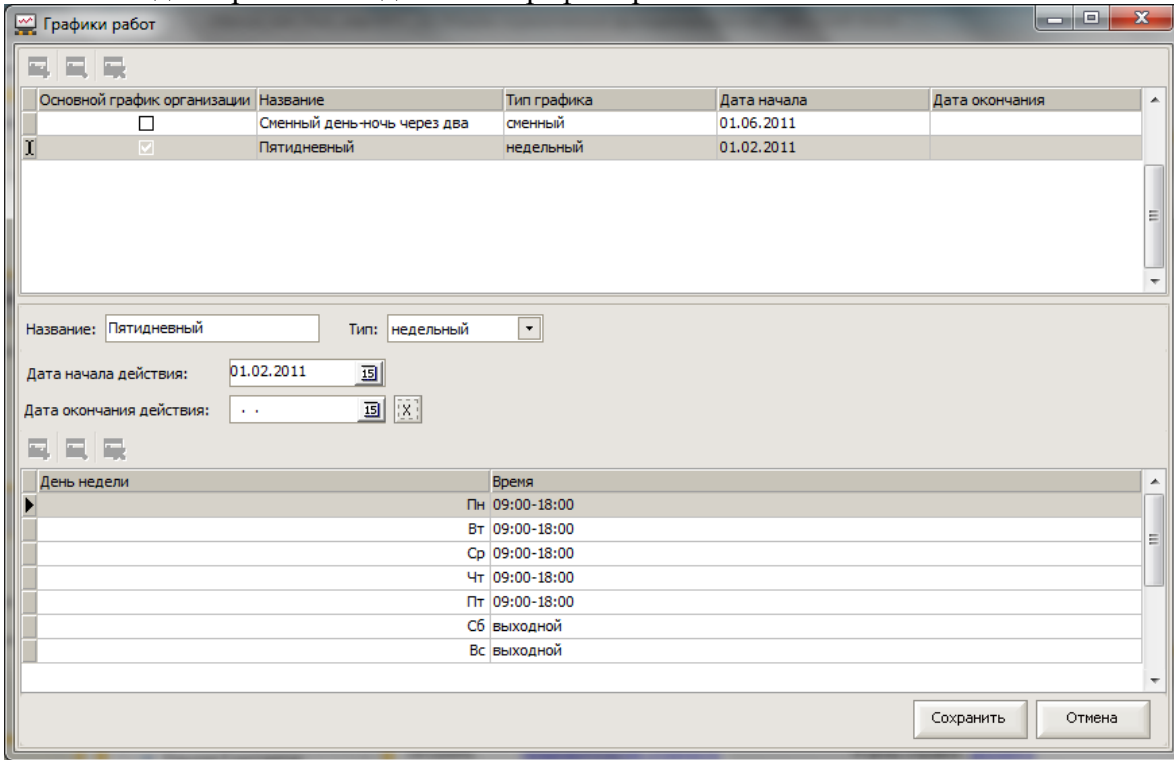 Графики работ
Основной график организации Название Тип графика Дата начала Дата окончания
Сменный день-ночь через два сменный 01.06.2011
Пятидневный недельный 01.02.2011
Название: Пятидневный Тип: недельный
Дата начала действия: 01.02.2011 15
Дата окончания действия: . . 15 X
День недели Время
Пн 09:00-18:00
Вт 09:00-18:00
Ср 09:00-18:00
Чт 09:00-18:00
Пт 09:00-18:00
Сб выходной
Вс выходной
Сохранить Отмена